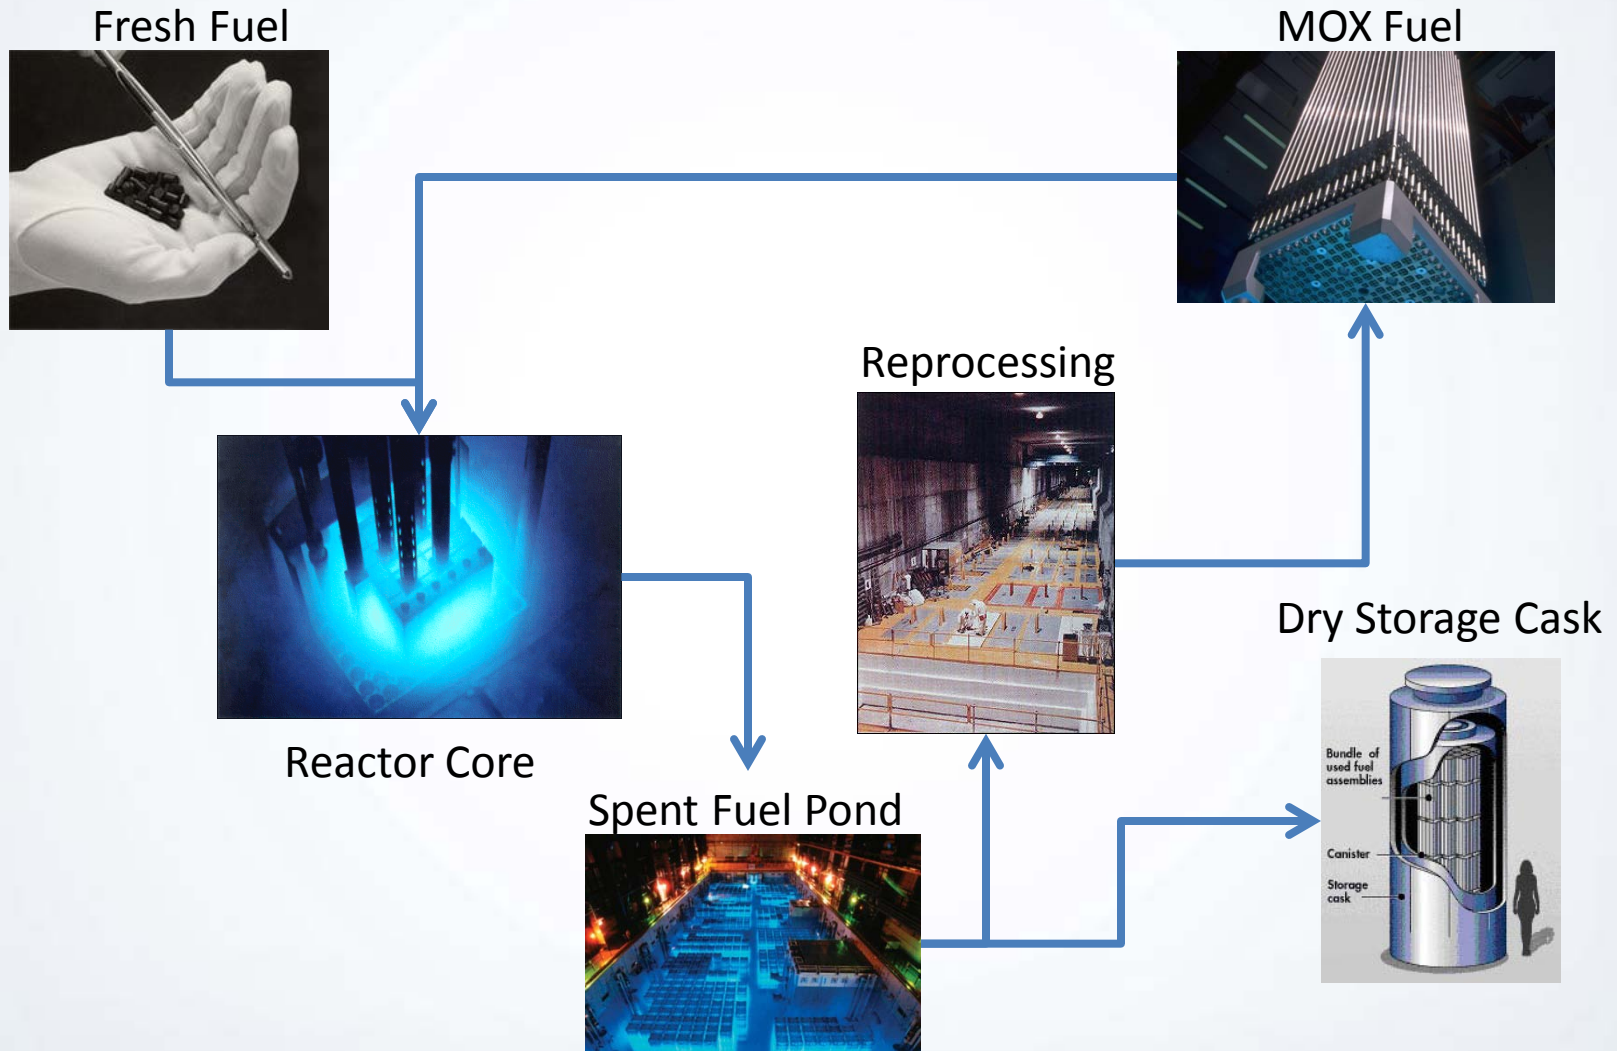 Fresh Fuel
MOX Fuel
Reprocessing
Dry Storage Cask
Reactor Core
Spent Fuel Pond
Bundle of
used fuel
assemblies
Canister
Storage
cask